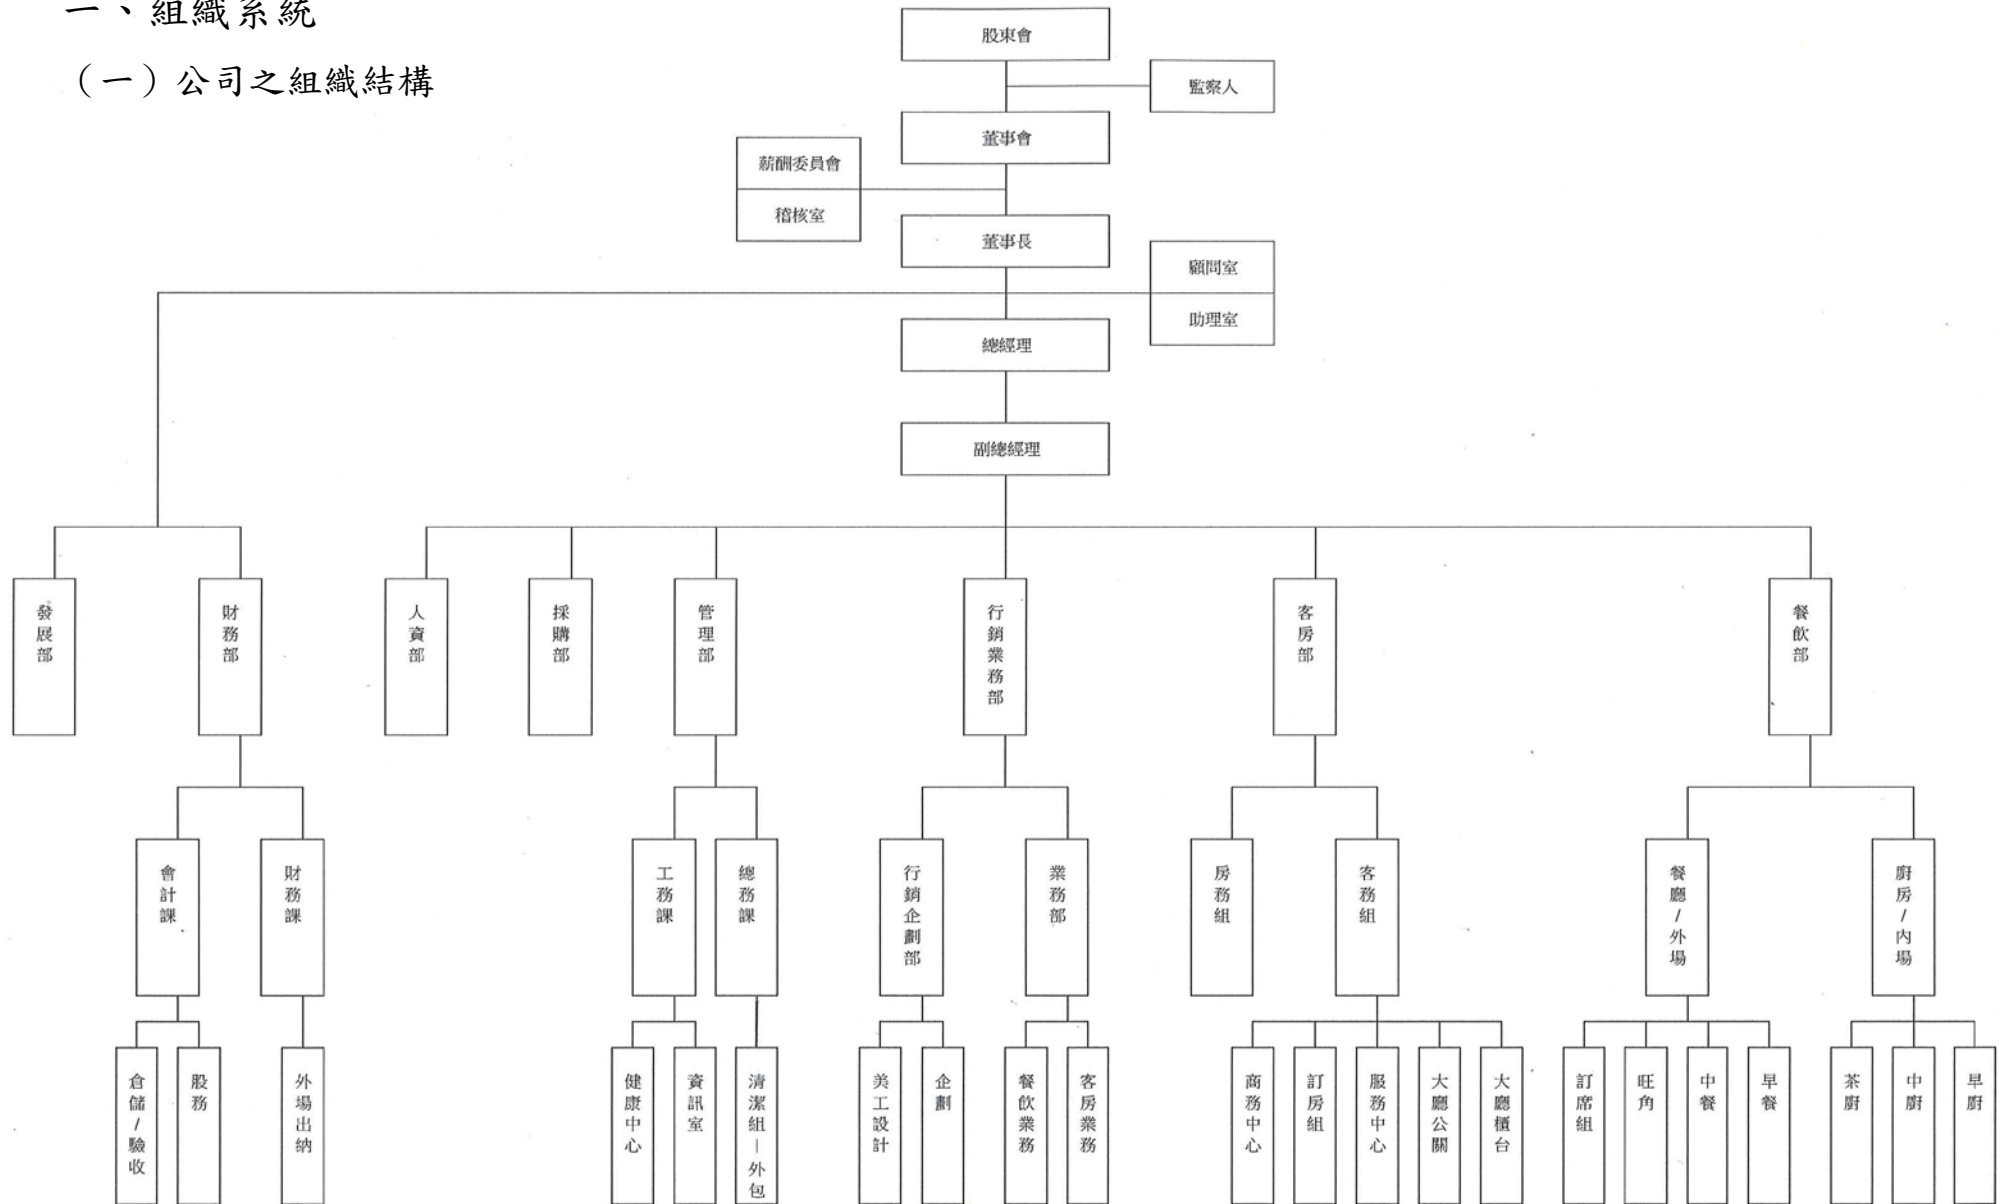 一、組織系統
（一）公司之組織結構
股東會
監察人
董事會
薪酬委員會
稽核室
董事長
顧問室
助理室
總經理
副總經理
發展部
財務部
人資部
採購部
管理部
行銷業務部
客房部
餐飲部
會計課
財務課
工務課
總務課
行銷企劃部
業務部
房務組
客務組
餐廳/外場
廚房/內場
倉儲/驗收
股務
外場出納
健康中心
資訊室
清潔組—外包
美工設計
企劃
餐飲業務
客房業務
商務中心
訂房組
服務中心
大廳公關
大廳櫃台
訂席組
旺角
中餐
早餐
茶廚
中廚
早廚